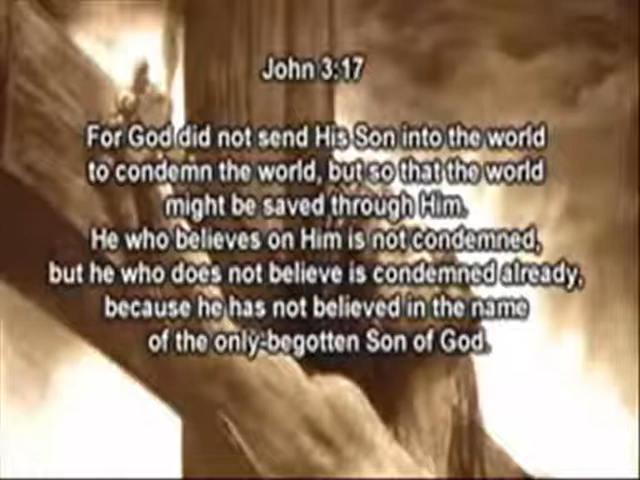 John 3:17
For God did not send His Son into the world
to condemn the world, but so that the world
might be saved through Him.
He who believes on Him is not condemned,
but he who does not believe is condemned already,
because he has not believed in the name
of the only-begotten Son of God.